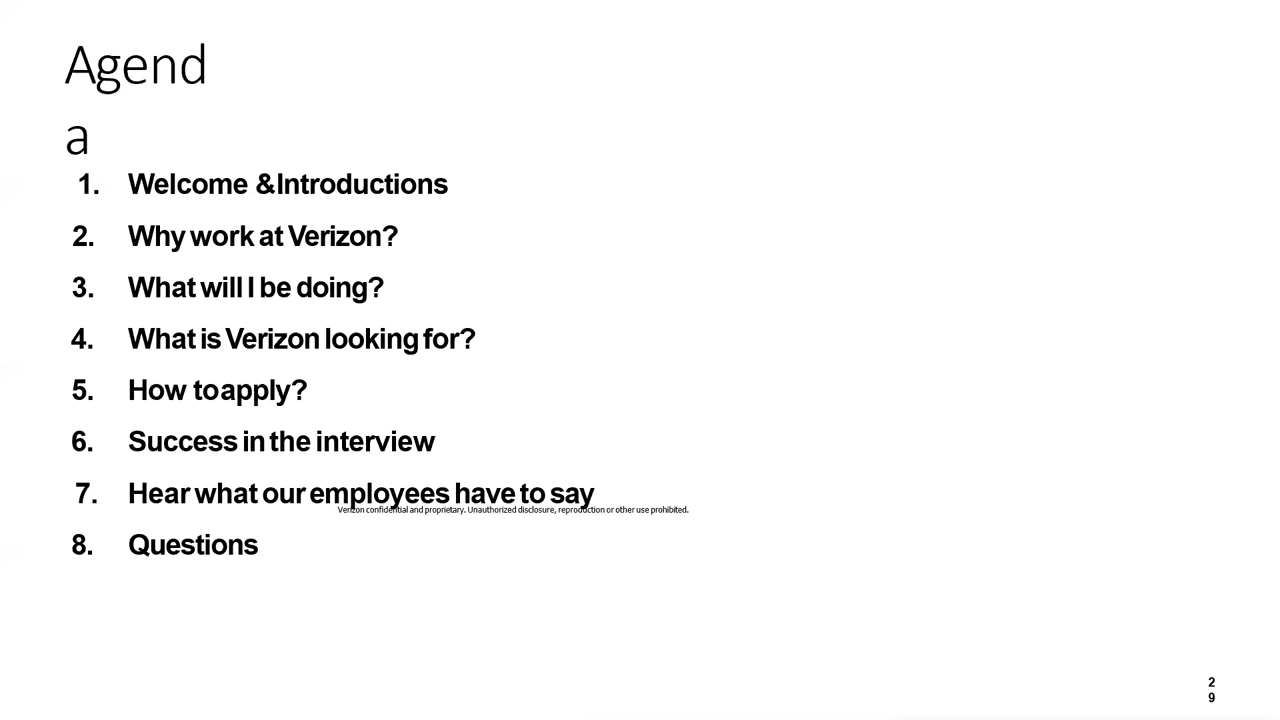 Agend
a
1. Welcome &Introductions
2. Why work at Verizon?
3. What will I be doing?
4. What is Verizon looking for?
5. How toapply?
6. Success in the interview
7. Hear what our employees have to say
Verizon confidential and proprietary. Unauthorized disclosure, reproduction or other use prohibited.
8. Questions
2
9